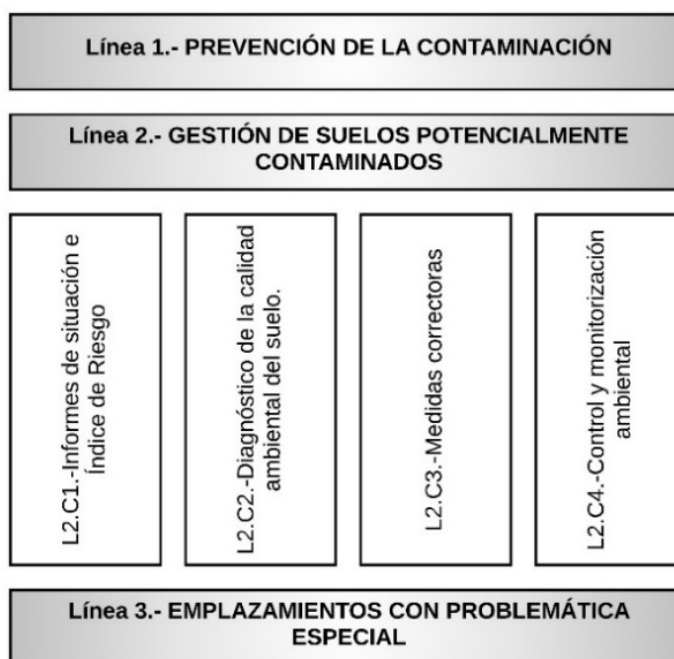 Línea 1.- PREVENCIÓN DE LA CONTAMINACIÓN
Línea 2.- GESTIÓN DE SUELOS POTENCIALMENTE
CONTAMINADOS
L2.C1.-Informes de situación e
Índice de Riesgo
L2.C2.-Diagnóstico de la calidad
ambiental del suelo.
L2.C3.-Medidas correctoras
L2.C4.-Control y monitorización
ambiental
Línea 3.- EMPLAZAMIENTOS CON PROBLEMÁTICA
ESPECIAL